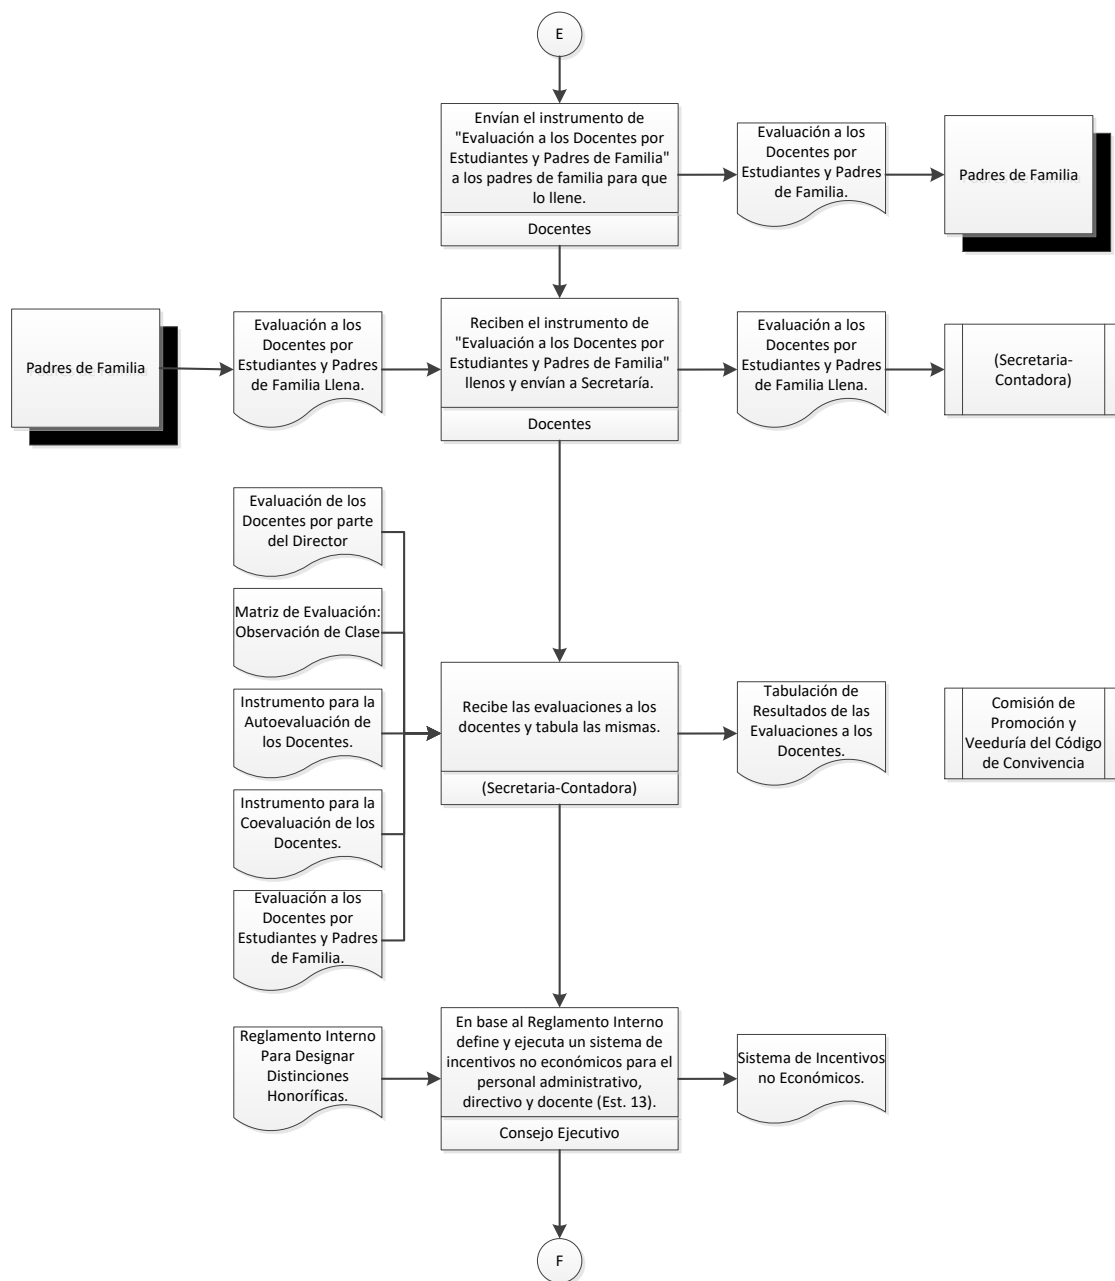 E
Envían el instrumento de
"Evaluación a los Docentes por
Estudiantes y Padres de Familia"
a los padres de familia para que
lo llene.
Docentes
Evaluación a los
Docentes por
Estudiantes y Padres
de Familia.
Padres de Familia
Padres de Familia
Evaluación a los
Docentes por
Estudiantes y Padres
de Familia Llena.
Reciben el instrumento de
"Evaluación a los Docentes por
Estudiantes y Padres de Familia"
llenos y envían a Secretaría.
Docentes
Evaluación a los
Docentes por
Estudiantes y Padres
de Familia Llena.
(Secretaria-
Contadora)
Evaluación de los
Docentes por parte
del Director
Matriz de Evaluación:
Observación de Clase
Instrumento para la
Autoevaluación de
los Docentes.
Instrumento para la
Coevaluación de los
Docentes.
Evaluación a los
Docentes por
Estudiantes y Padres
de Familia.
Recibe las evaluaciones a los
docentes y tabula las mismas.
(Secretaria-Contadora)
Tabulación de
Resultados de las
Evaluaciones a los
Docentes.
Comisión de
Promoción y
Veeduría del Código
de Convivencia
Reglamento Interno
Para Designar
Distinciones
Honoríficas.
En base al Reglamento Interno
define y ejecuta un sistema de
incentivos no económicos para el
personal administrativo,
directivo y docente (Est. 13).
Consejo Ejecutivo
Sistema de Incentivos
no Económicos.
F